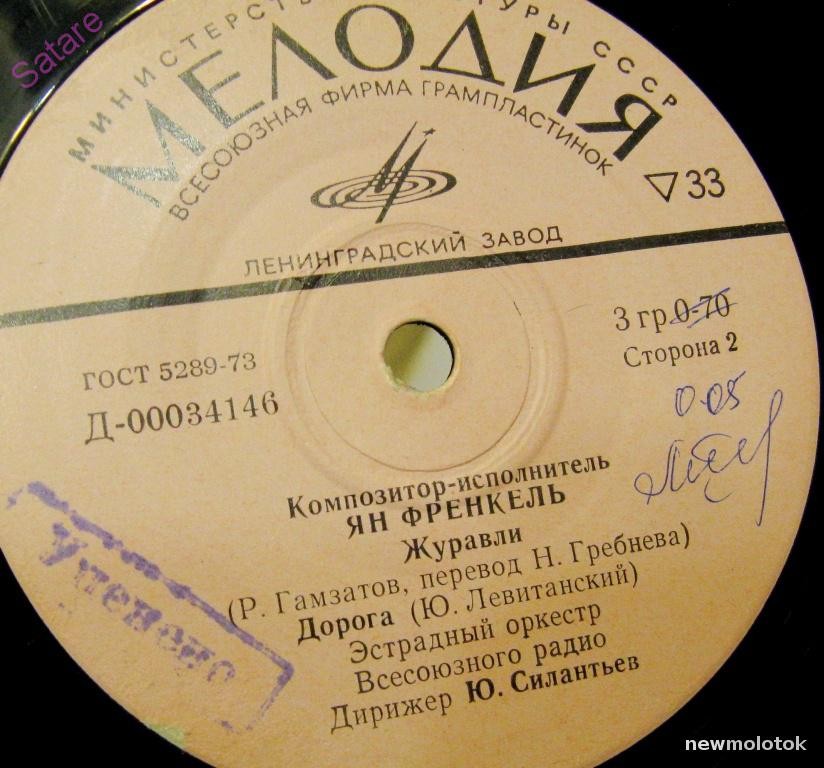 Satare
МИНИСТЕРСТВ УРЫ СССР
МЕЛОДИЯ
ВСЕСОЮЗНАЯ ФИРМА ГРАМПЛАСТИНОК
▷33
ЛЕНИНГРАДСКИЙ ЗАВОД
ГОСТ 5289-73
Д-00034146
3 гр. 0-70
Сторона 2
0-05
Композитор-исполнитель
ЯН ФРЕНКЕЛЬ
Журавли
(Р. Гамзатов, перевод Н. Гребнева)
Дорога (Ю. Левитанский)
Эстрадный оркестр
Всесоюзного радио
Дирижер Ю. Силантьев
Уценено
newmolotok